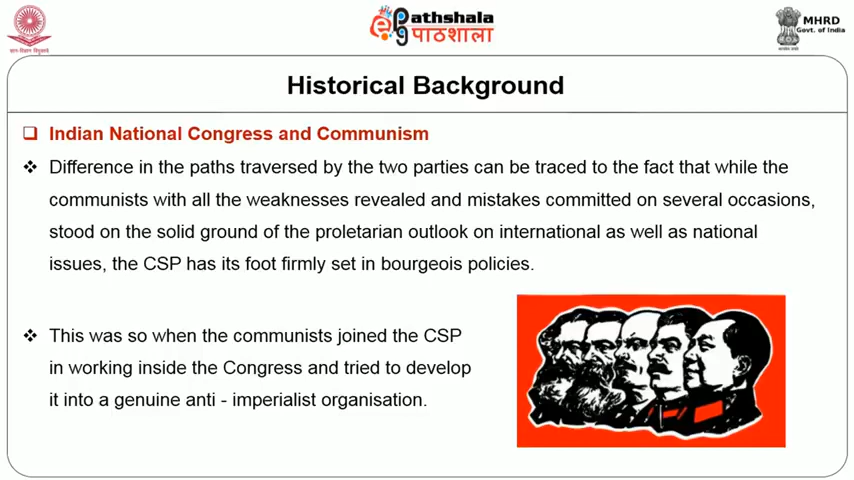 Pathshala
पाठशाला
MHRD
Govt. of India
Historical Background
Indian National Congress and Communism
Difference in the paths traversed by the two parties can be traced to the fact that while the
communists with all the weaknesses revealed and mistakes committed on several occasions,
stood on the solid ground of the proletarian outlook on international as well as national
issues, the CSP has its foot firmly set in bourgeois policies.
This was so when the communists joined the CSP
in working inside the Congress and tried to develop
it into a genuine anti - imperialist organisation.